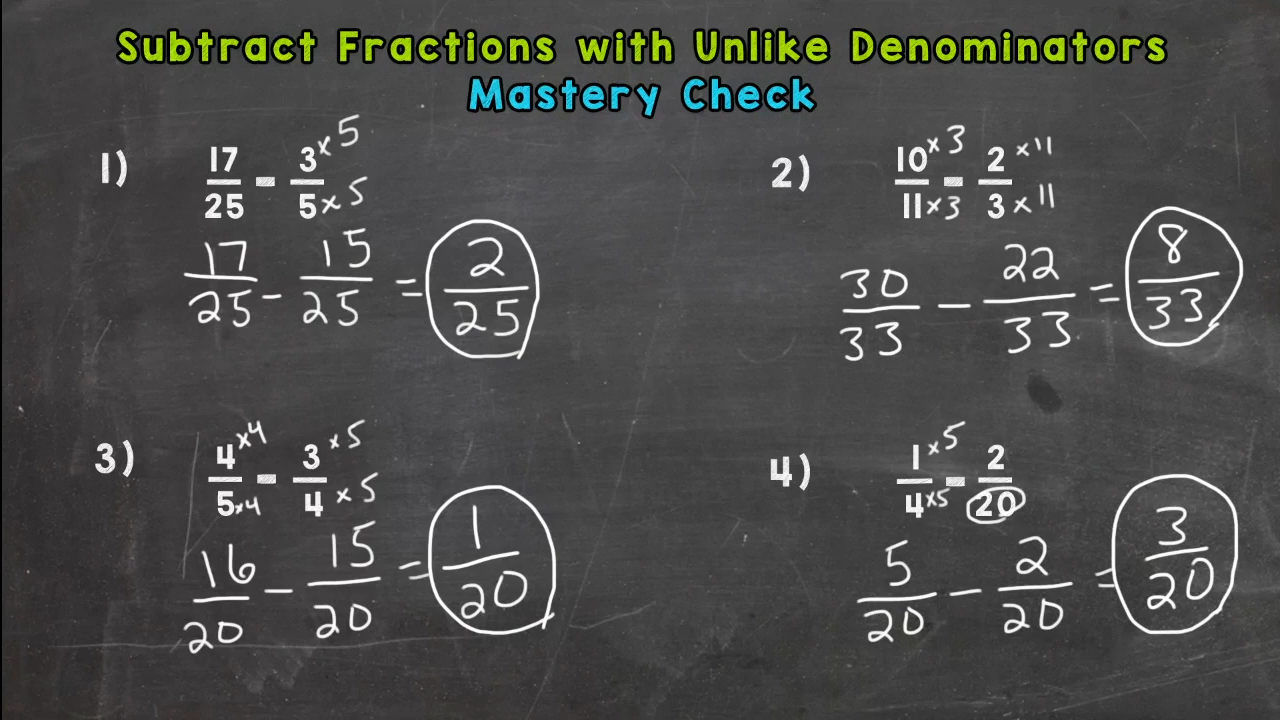 Subtract Fractions with Unlike Denominators
Mastery Check
1) 17/25 - 3/5 ×5 ×5
17/25 - 15/25 = 2/25
2) 10/11 ×3 ×3 - 2/3 ×11 ×11
30/33 - 22/33 = 8/33
3) 4/5 ×4 ×4 - 3/4 ×5 ×5
16/20 - 15/20 = 1/20
4) 1/4 ×5 ×5 - 2/20
5/20 - 2/20 = 3/20